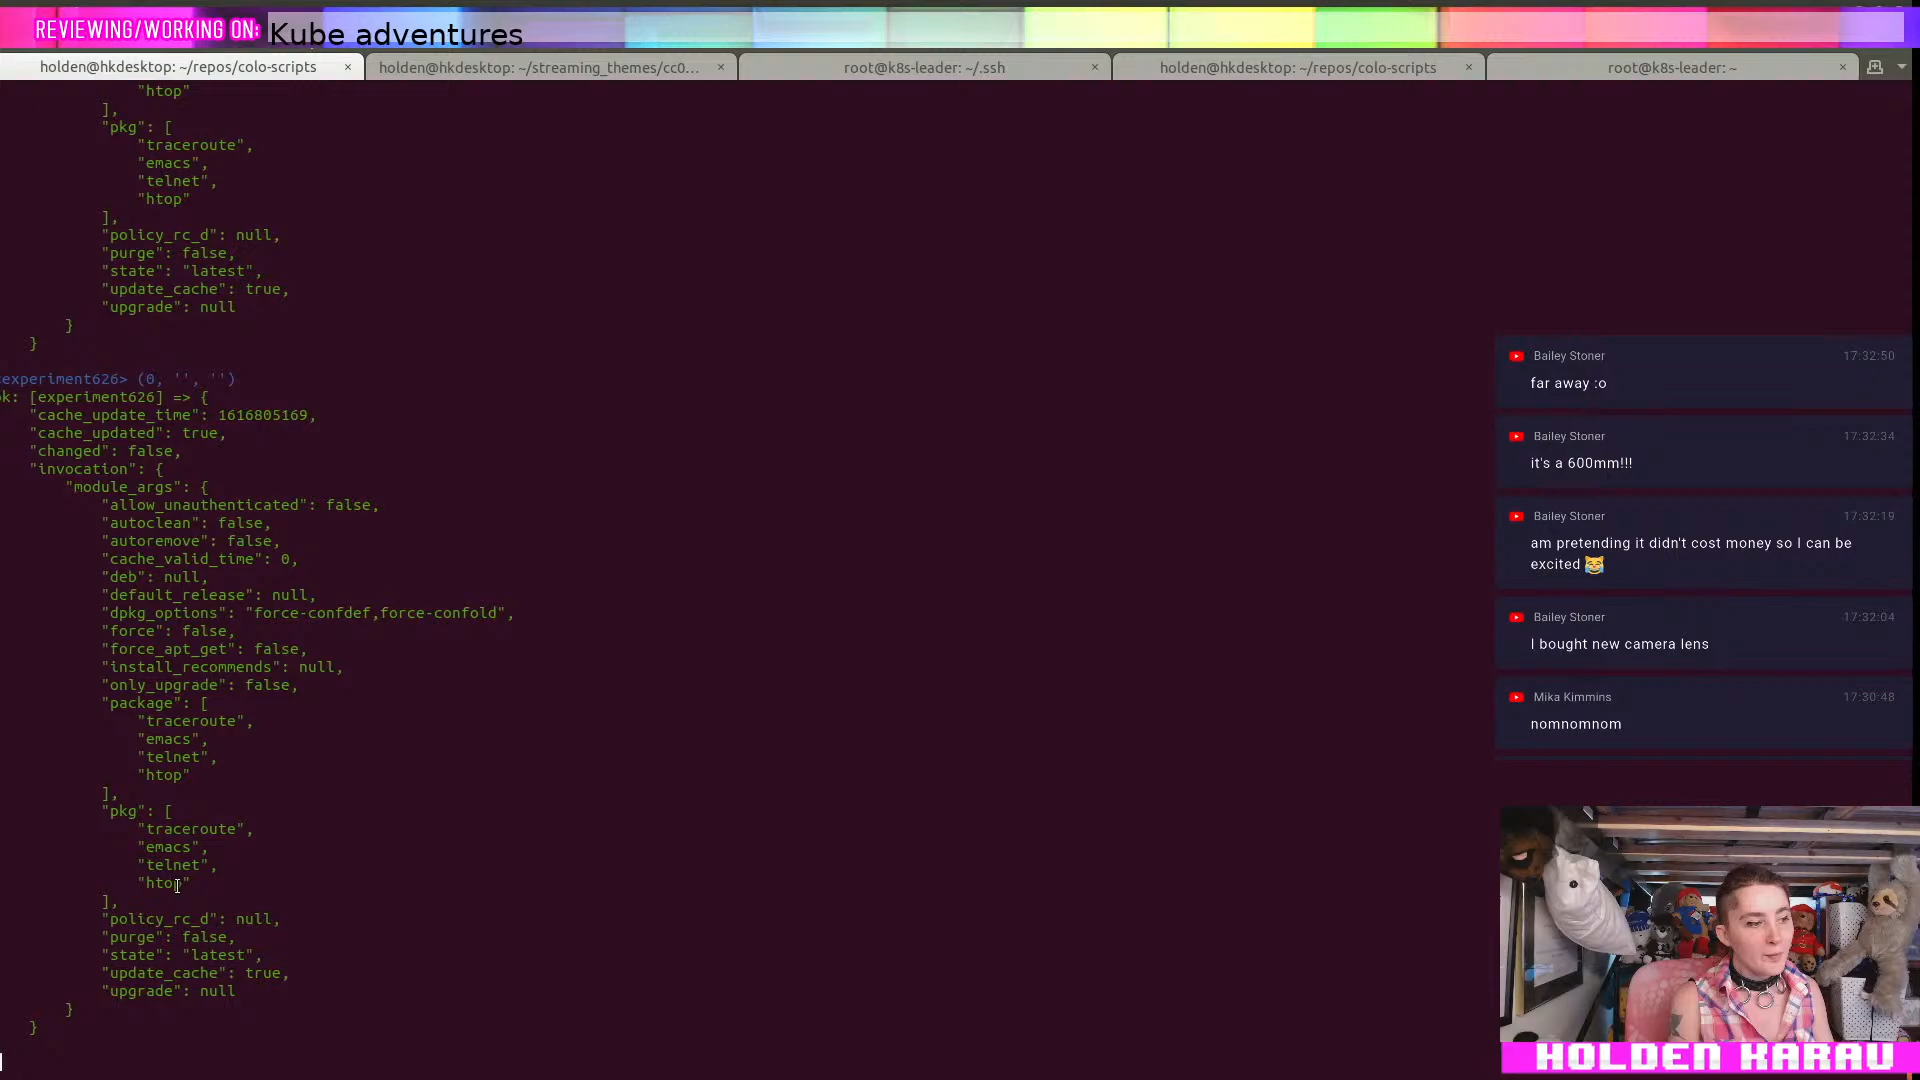 REVIEWING/WORKING ON: Kube adventures
holden@hkdesktop: ~/repos/colo-scripts × holden@hkdesktop: ~/streaming_themes/cc0... × root@k8s-leader: ~/.ssh × holden@hkdesktop: ~/repos/colo-scripts × root@k8s-leader: ~ ×
"htop"
],
"pkg": [
"traceroute",
"emacs",
"telnet",
"htop"
],
"policy_rc_d": null,
"purge": false,
"state": "latest",
"update_cache": true,
"upgrade": null
}
}
experiment626> (0, '', '')
ok: [experiment626] => {
"cache_update_time": 1616805169,
"cache_updated": true,
"changed": false,
"invocation": {
"module_args": {
"allow_unauthenticated": false,
"autoclean": false,
"autoremove": false,
"cache_valid_time": 0,
"deb": null,
"default_release": null,
"dpkg_options": "force-confdef,force-confold",
"force": false,
"force_apt_get": false,
"install_recommends": null,
"only_upgrade": false,
"package": [
"traceroute",
"emacs",
"telnet",
"htop"
],
"pkg": [
"traceroute",
"emacs",
"telnet",
"htop"
],
"policy_rc_d": null,
"purge": false,
"state": "latest",
"update_cache": true,
"upgrade": null
}
}
Bailey Stoner 17:32:50
far away :o
Bailey Stoner 17:32:34
it's a 600mm!!!
Bailey Stoner 17:32:19
am pretending it didn't cost money so I can be
excited 😹
Bailey Stoner 17:32:04
I bought new camera lens
Mika Kimmins 17:30:48
nomnomnom
HOLDEN KARAU